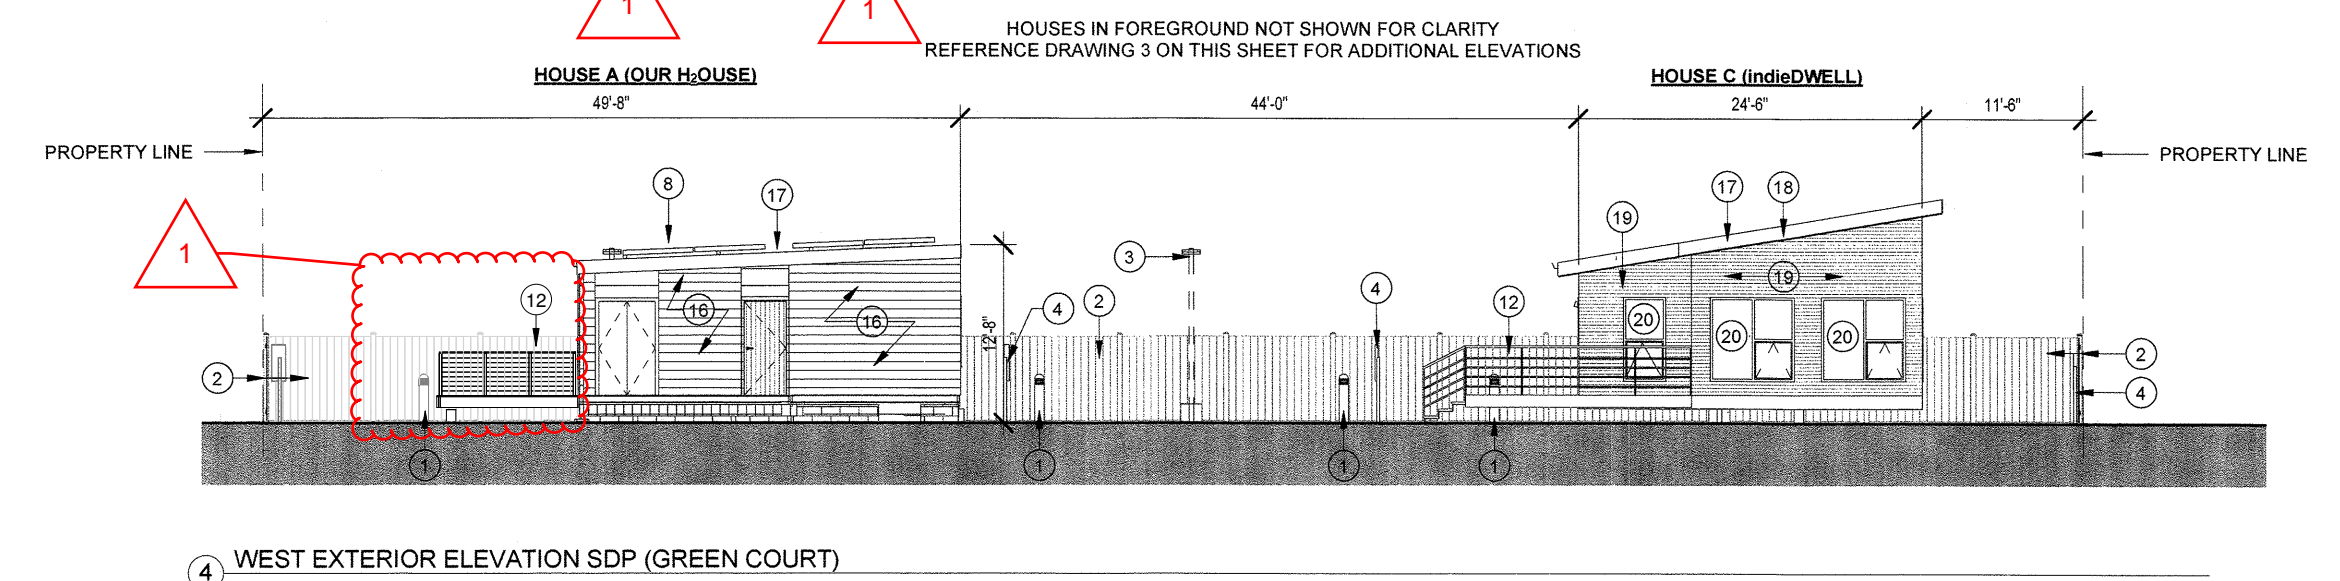 1 1
HOUSES IN FOREGROUND NOT SHOWN FOR CLARITY
REFERENCE DRAWING 3 ON THIS SHEET FOR ADDITIONAL ELEVATIONS
HOUSE A (OUR H₂OUSE) HOUSE C (indieDWELL)
49'-8" 44'-0" 24'-6" 11'-6"
PROPERTY LINE PROPERTY LINE
8 17 17 18
19
1 3
19
12 4 2 4 12
16 16 20 20 20
12'-8"
2 2
4
1 1 1 1
4 WEST EXTERIOR ELEVATION SDP (GREEN COURT)